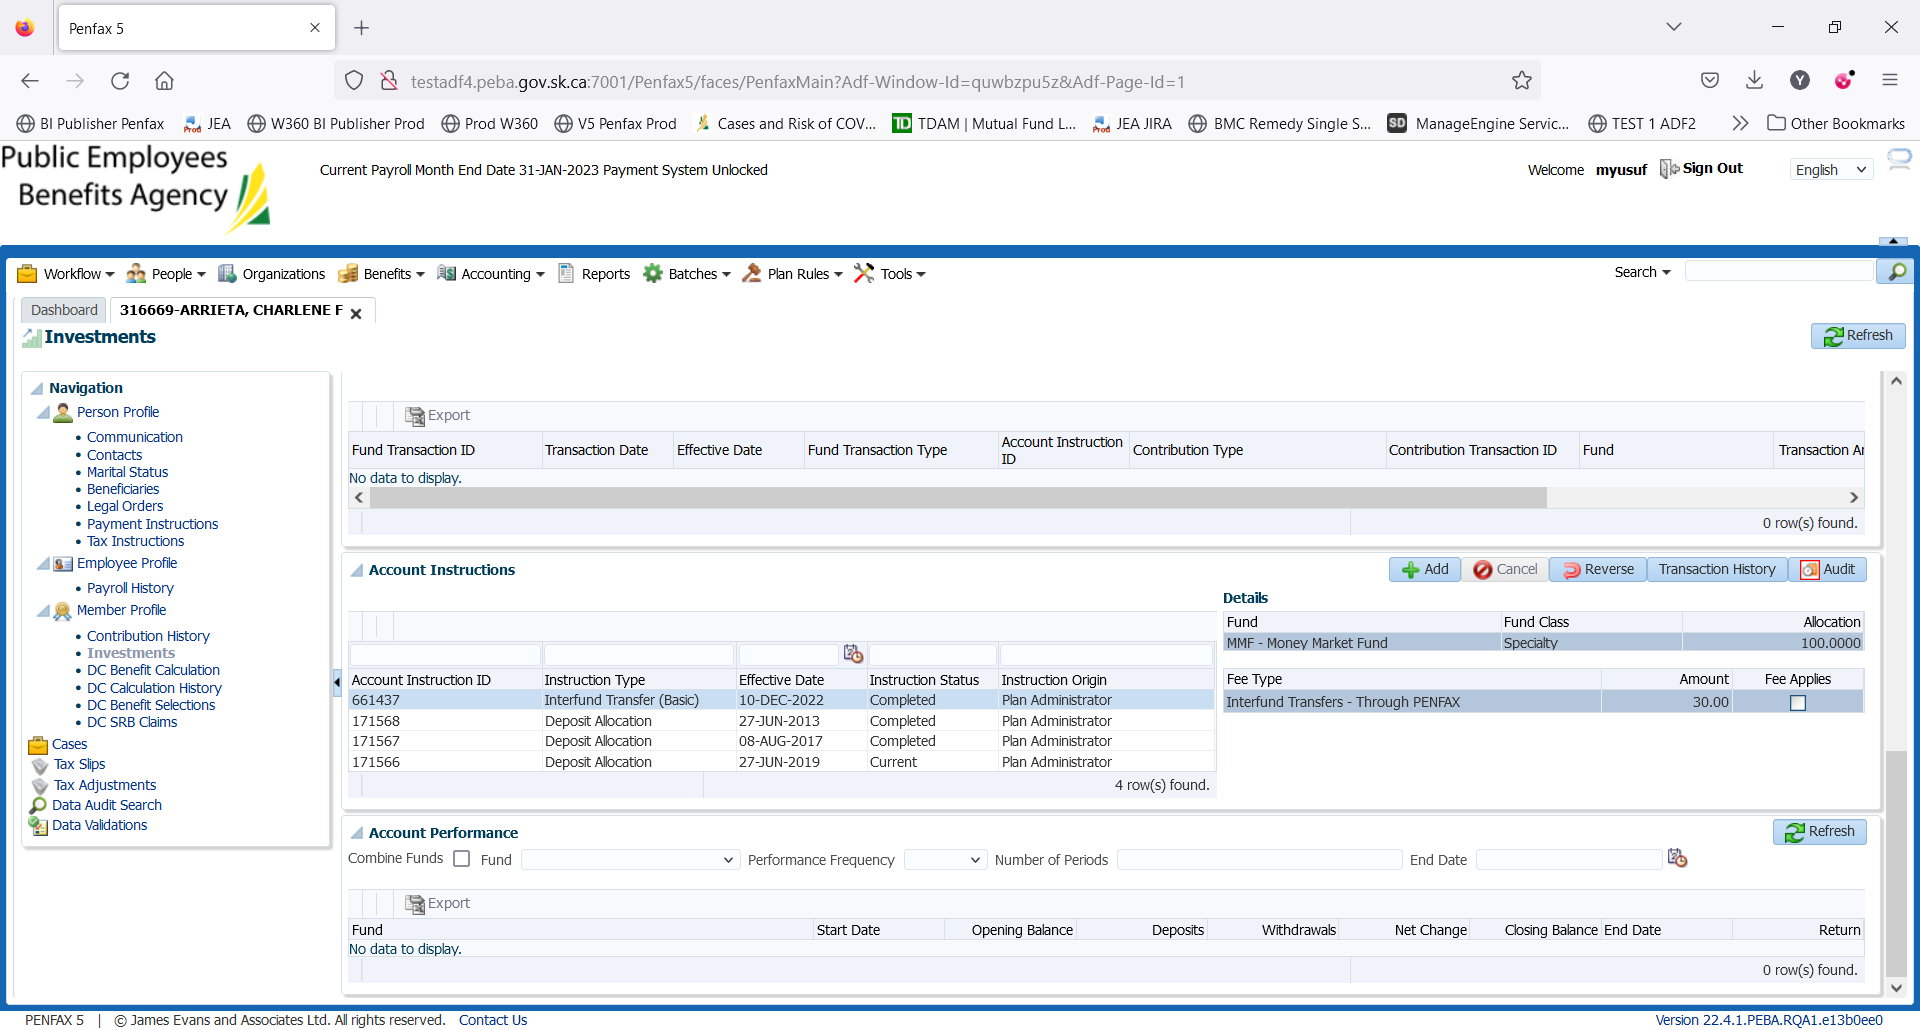 Penfax 5
testadf4.peba.gov.sk.ca:7001/Penfax5/faces/PenfaxMain?Adf-Window-Id=quwbzpu5z&Adf-Page-Id=1
Y
BI Publisher Penfax JEA W360 BI Publisher Prod Prod W360 V5 Penfax Prod Cases and Risk of COV... TDAM | Mutual Fund L... JEA JIRA BMC Remedy Single S... ManageEngine Servic... TEST 1 ADF2 Other Bookmarks
Public Employees
Benefits Agency
Current Payroll Month End Date 31-JAN-2023 Payment System Unlocked
Welcome myusuf Sign Out English
Workflow People Organizations Benefits Accounting Reports Batches Plan Rules Tools Search
Dashboard 316669-ARRIETA, CHARLENE F
Investments
Refresh
Navigation
Person Profile
Communication
Contacts
Marital Status
Beneficiaries
Legal Orders
Payment Instructions
Tax Instructions
Employee Profile
Payroll History
Member Profile
Contribution History
Investments
DC Benefit Calculation
DC Calculation History
DC Benefit Selections
DC SRB Claims
Cases
Tax Slips
Tax Adjustments
Data Audit Search
Data Validations
Export
Fund Transaction ID Transaction Date Effective Date Fund Transaction Type Account Instruction ID Contribution Type Contribution Transaction ID Fund Transaction Ar
No data to display.
0 row(s) found.
Account Instructions
Add Cancel Reverse Transaction History Audit
Account Instruction ID Instruction Type Effective Date Instruction Status Instruction Origin
661437 Interfund Transfer (Basic) 10-DEC-2022 Completed Plan Administrator
171568 Deposit Allocation 27-JUN-2013 Completed Plan Administrator
171567 Deposit Allocation 08-AUG-2017 Completed Plan Administrator
171566 Deposit Allocation 27-JUN-2019 Current Plan Administrator
4 row(s) found.
Details
Fund Fund Class Allocation
MMF - Money Market Fund Specialty 100.0000
Fee Type Amount Fee Applies
Interfund Transfers - Through PENFAX 30.00
Account Performance
Refresh
Combine Funds Fund Performance Frequency Number of Periods End Date
Export
Fund Start Date Opening Balance Deposits Withdrawals Net Change Closing Balance End Date Return
No data to display.
0 row(s) found.
PENFAX 5 | © James Evans and Associates Ltd. All rights reserved. Contact Us
Version 22.4.1.PEBA.RQA1.e13b0ee0